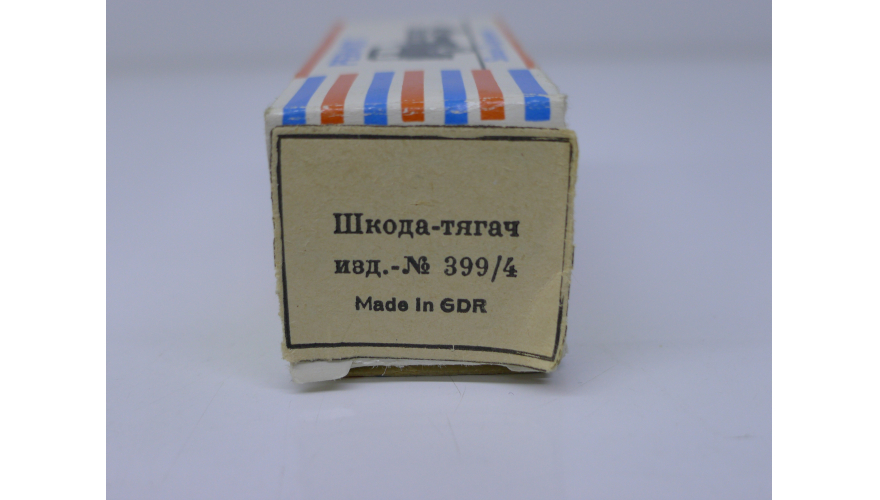 Шкода-тягач
изд.-№ 399/4
Made in GDR